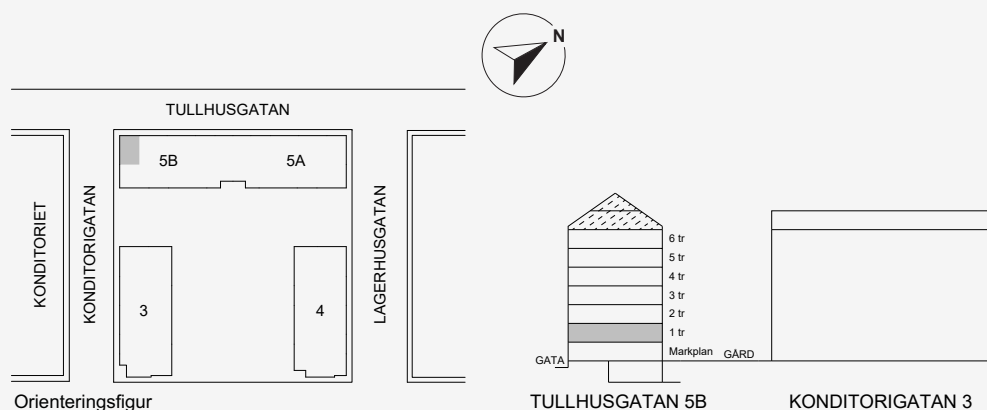 N
TULLHUSGATAN
5B
5A
KONDITORIET
KONDITORIGATAN
LAGERHUSGATAN
3
4
Orienteringsfigur
6 tr
5 tr
4 tr
3 tr
2 tr
1 tr
Markplan
GATA
GÅRD
TULLHUSGATAN 5B
KONDITORIGATAN 3